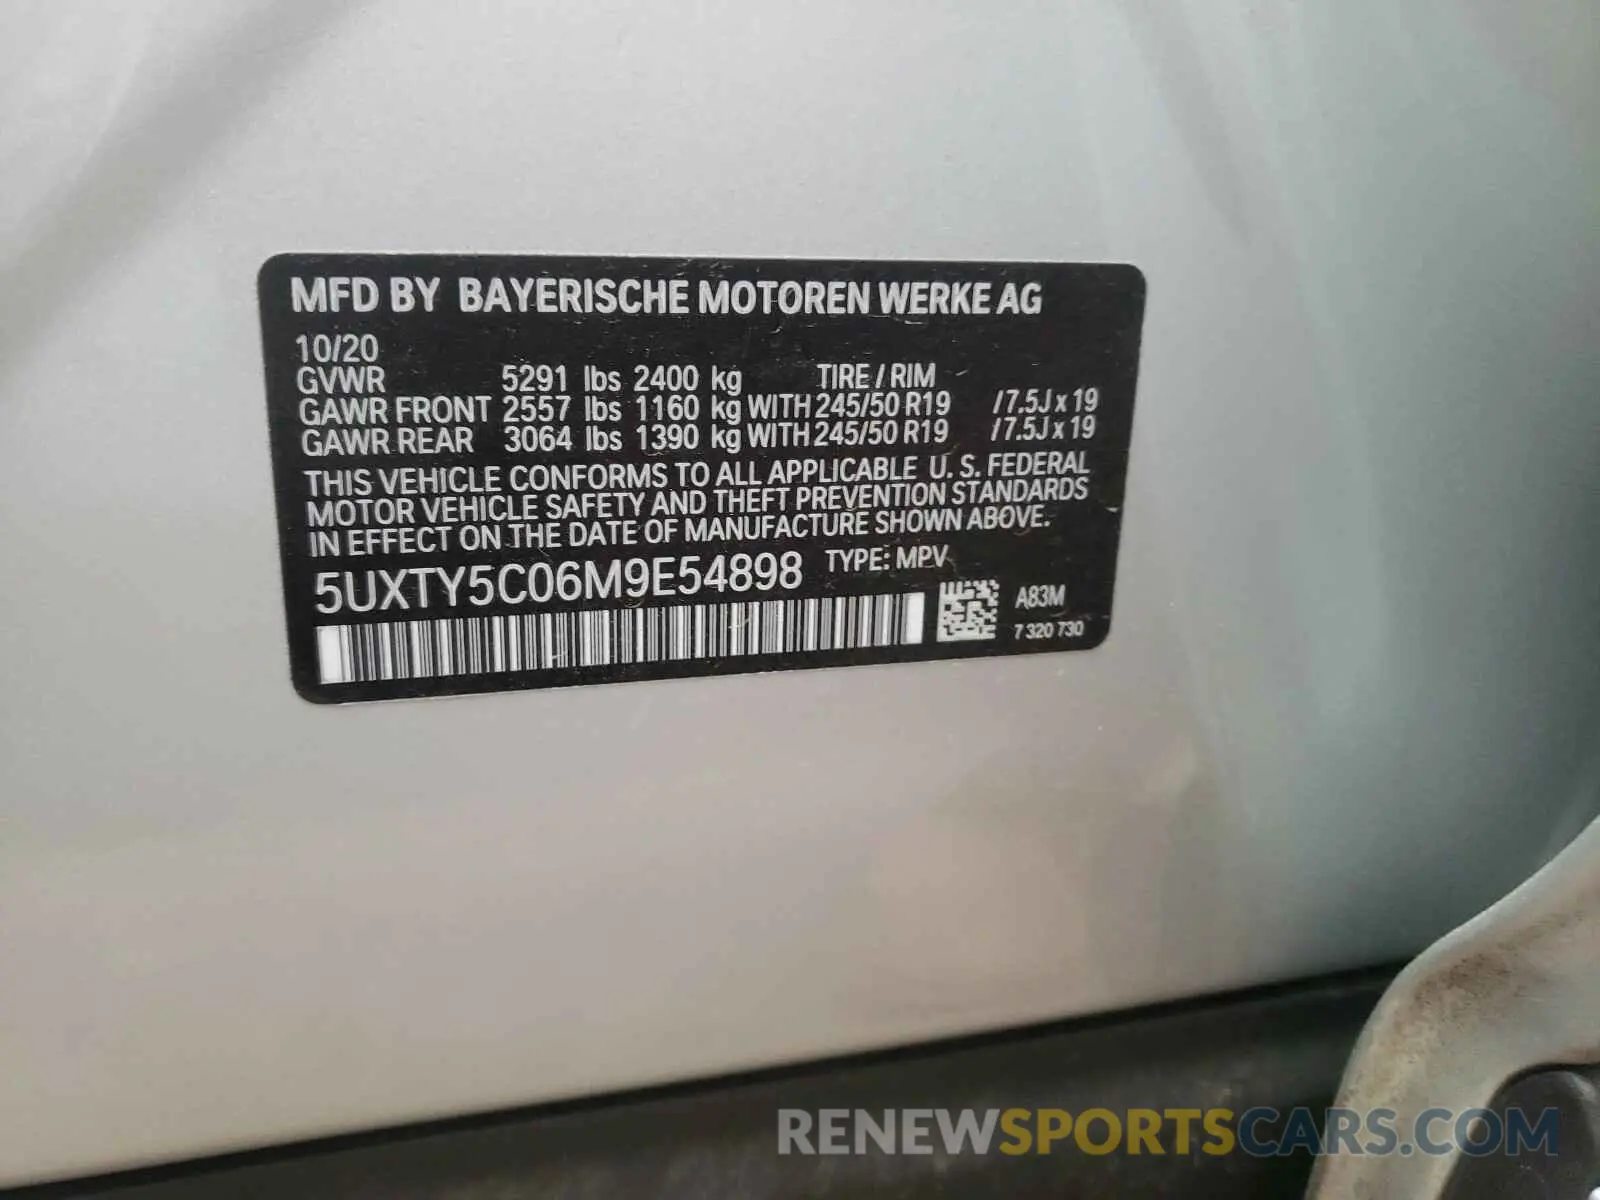 MFD BY BAYERISCHE MOTOREN WERKE AG
10/20
GVWR 5291 lbs 2400 kg TIRE / RIM
GAWR FRONT 2557 lbs 1160 kg WITH 245/50 R19 / 7.5J x 19
GAWR REAR 3064 lbs 1390 kg WITH 245/50 R19 / 7.5J x 19
THIS VEHICLE CONFORMS TO ALL APPLICABLE U. S. FEDERAL
MOTOR VEHICLE SAFETY AND THEFT PREVENTION STANDARDS
IN EFFECT ON THE DATE OF MANUFACTURE SHOWN ABOVE.
5UXTY5C06M9E54898 TYPE: MPV
A83M
7 320 730
RENEWSPORTSCARS.COM